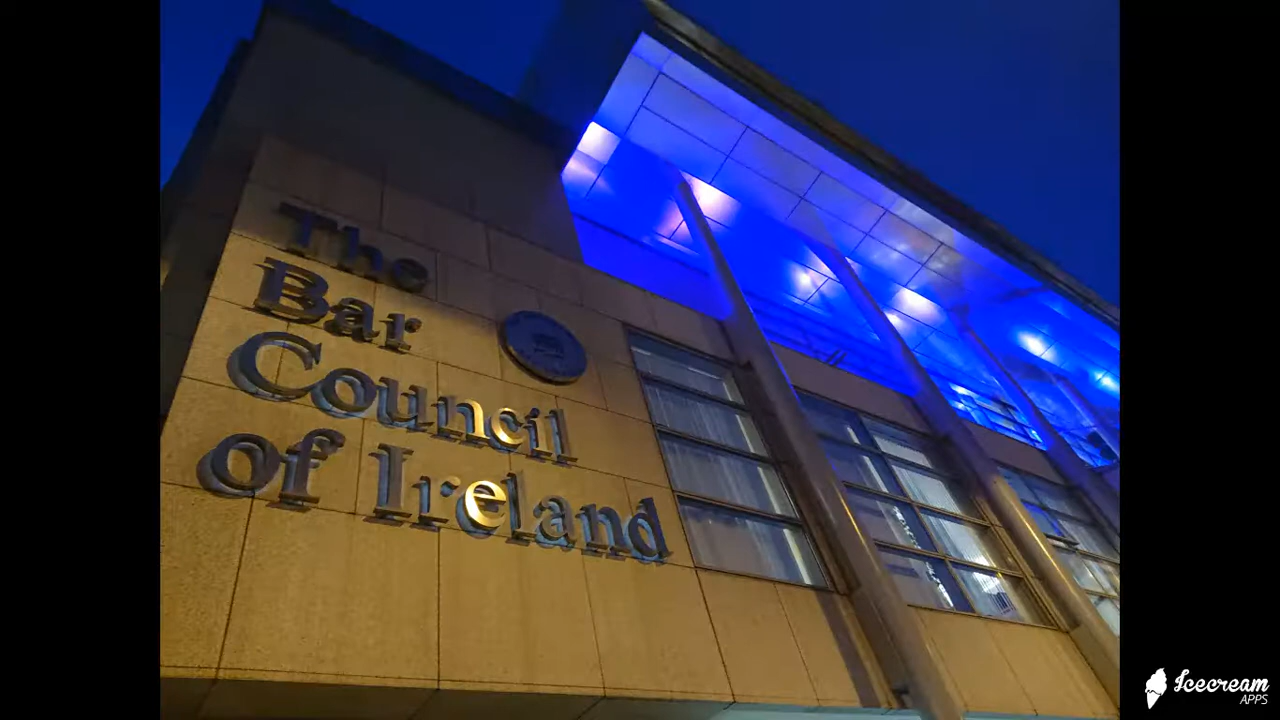 The
Bar
Council
of Ireland
Icecream
APPS